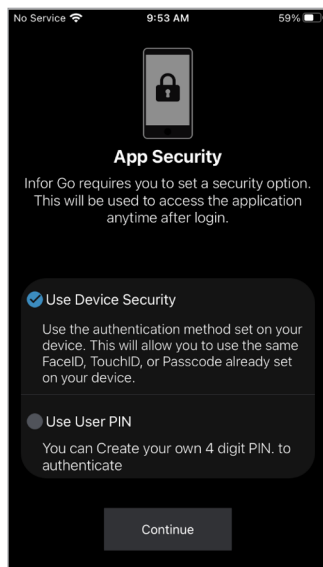 No Service 9:53 AM 59%
App Security
Infor Go requires you to set a security option.
This will be used to access the application
anytime after login.
Use Device Security
Use the authentication method set on your
device. This will allow you to use the same
FaceID, TouchID, or Passcode already set
on your device.
Use User PIN
You can Create your own 4 digit PIN. to
authenticate
Continue